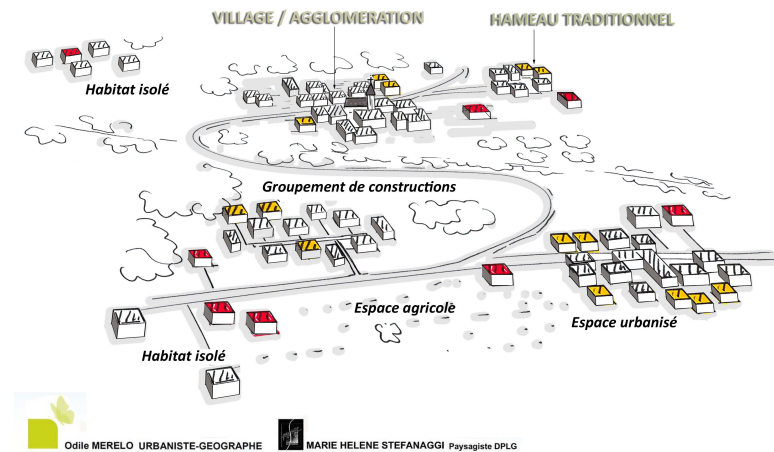 VILLAGE / AGGLOMERATION
HAMEAU TRADITIONNEL
Habitat isolé
Groupement de constructions
Espace agricole
Espace urbanisé
Habitat isolé
Odile MERELO URBANISTE-GEOGRAPHE
MARIE HELENE STEFANAGGI Paysagiste DPLG